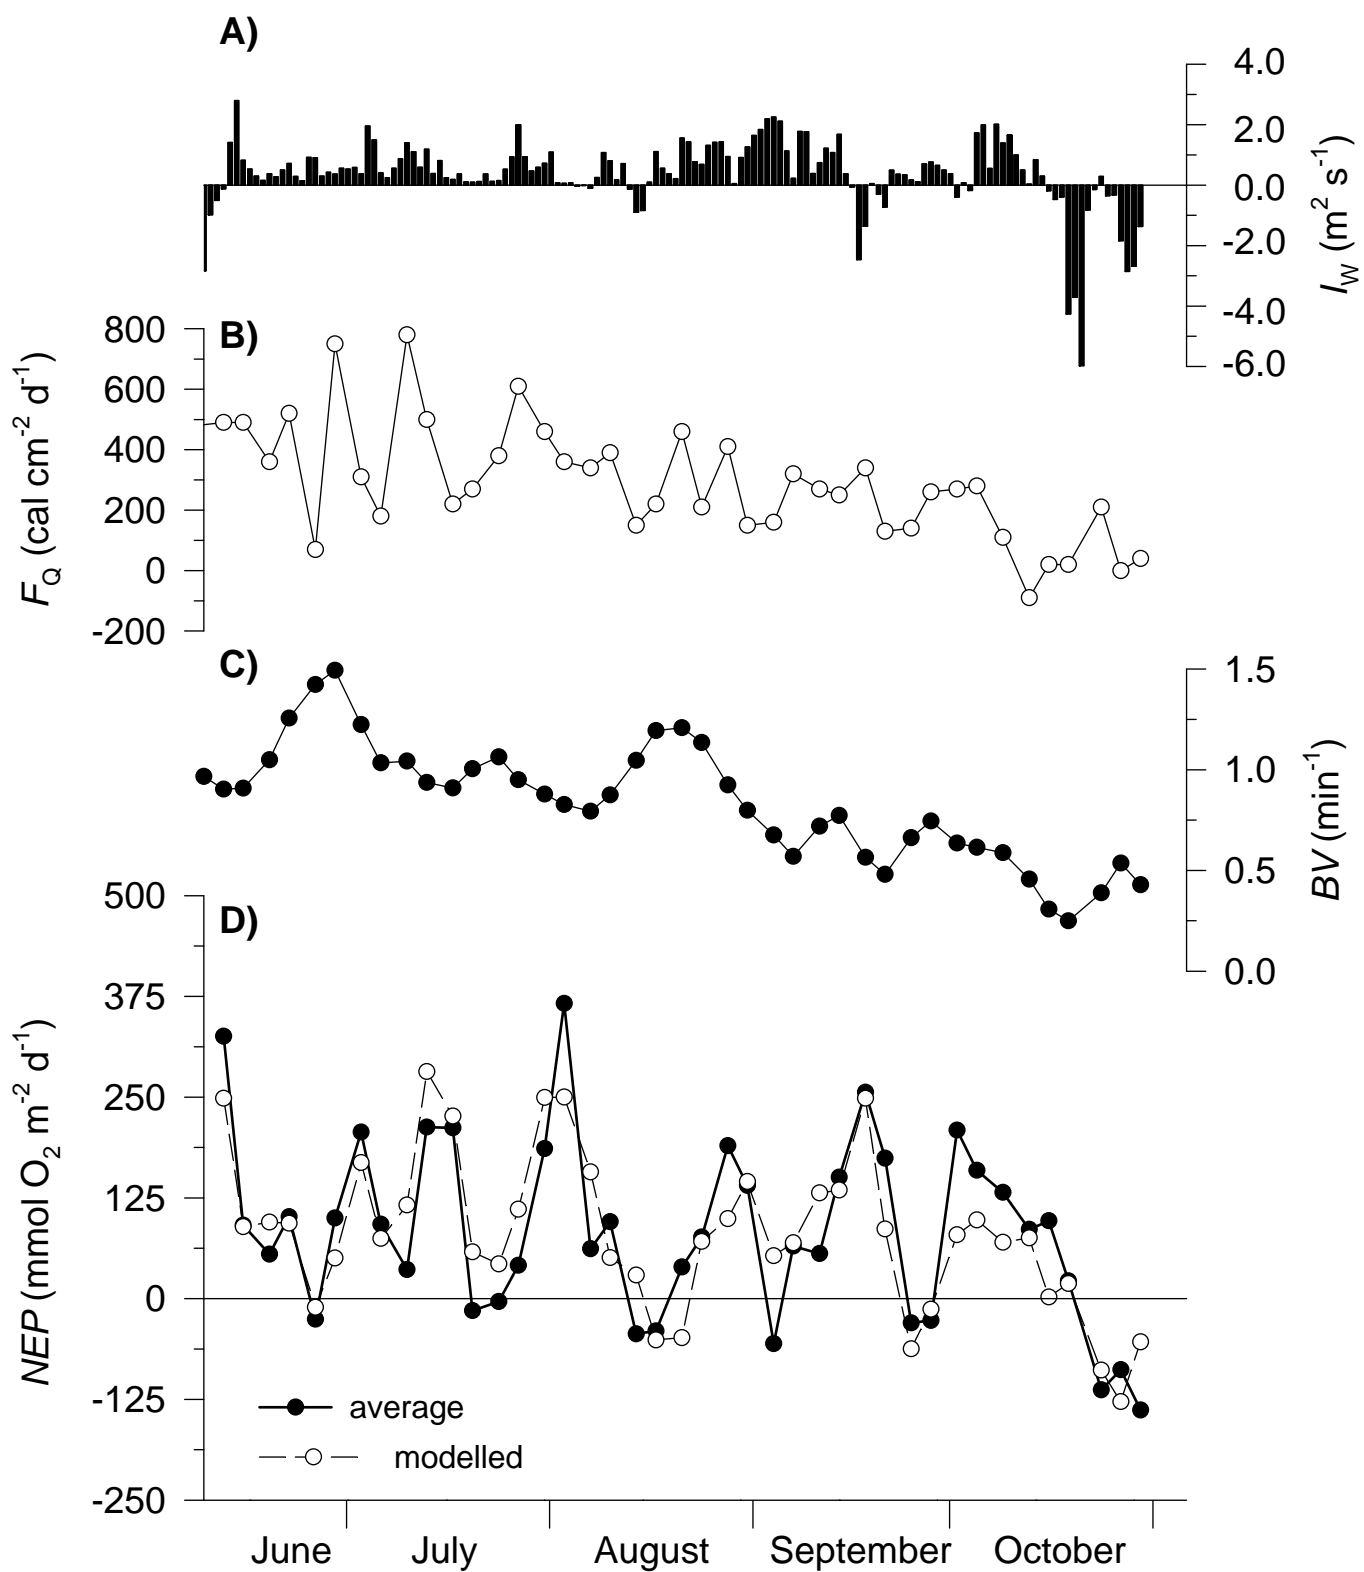 A)
4.0
2.0
0.0
-2.0
-4.0
-6.0
I_W (m² s⁻¹)
B)
800
600
400
200
0
-200
F_Q (cal cm⁻² d⁻¹)
C)
1.5
1.0
0.5
0.0
BV (min⁻¹)
D)
500
375
250
125
0
-125
-250
NEP (mmol O₂ m⁻² d⁻¹)
average
modelled
June July August September October